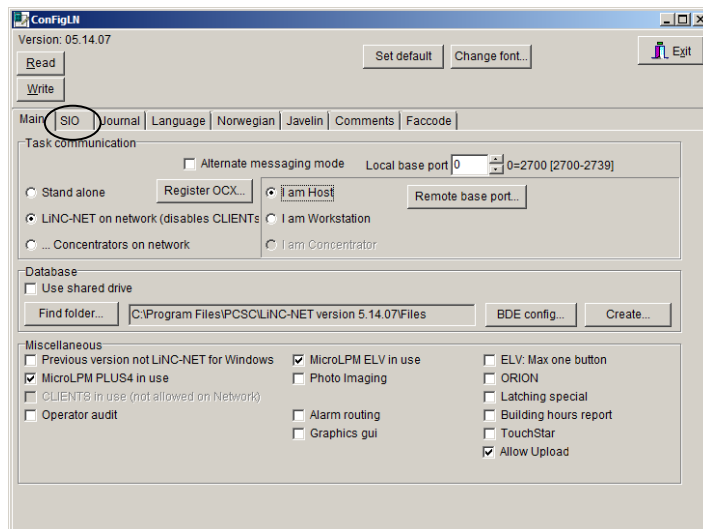 ConFigLN
Version: 05.14.07
Read
Write
Set default
Change font...
Exit
Main SIO Journal Language Norwegian Javelin Comments Faccode
Task communication
Alternate messaging mode Local base port 0 0=2700 [2700-2739]
Stand alone Register OCX... I am Host Remote base port...
LiNC-NET on network (disables CLIENTs I am Workstation
... Concentrators on network I am Concentrator
Database
Use shared drive
Find folder... C:\Program Files\PCSC\LiNC-NET version 5.14.07\Files BDE config... Create...
Miscellaneous
Previous version not LiNC-NET for Windows MicroLPM ELV in use ELV: Max one button
MicroLPM PLUS4 in use Photo Imaging ORION
CLIENTS in use (not allowed on Network) Latching special
Operator audit Alarm routing Building hours report
Graphics gui TouchStar
Allow Upload